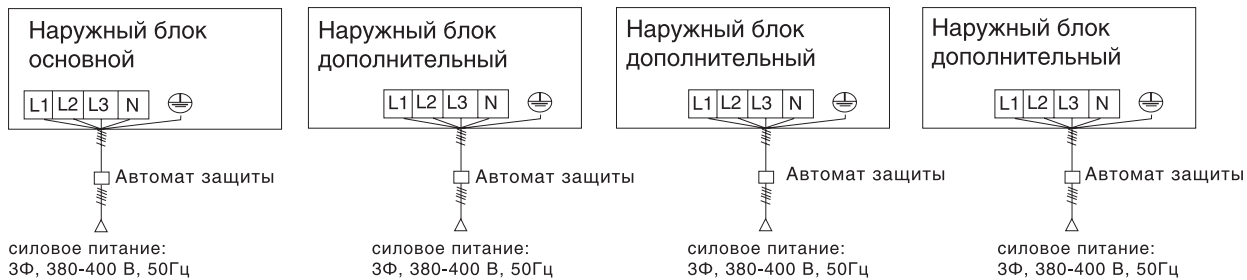 Наружный блок
основной
L1 L2 L3 N
Автомат защиты
силовое питание:
3Ф, 380-400 В, 50Гц
Наружный блок
дополнительный
L1 L2 L3 N
Автомат защиты
силовое питание:
3Ф, 380-400 В, 50Гц
Наружный блок
дополнительный
L1 L2 L3 N
Автомат защиты
силовое питание:
3Ф, 380-400 В, 50Гц
Наружный блок
дополнительный
L1 L2 L3 N
Автомат защиты
силовое питание:
3Ф, 380-400 В, 50Гц